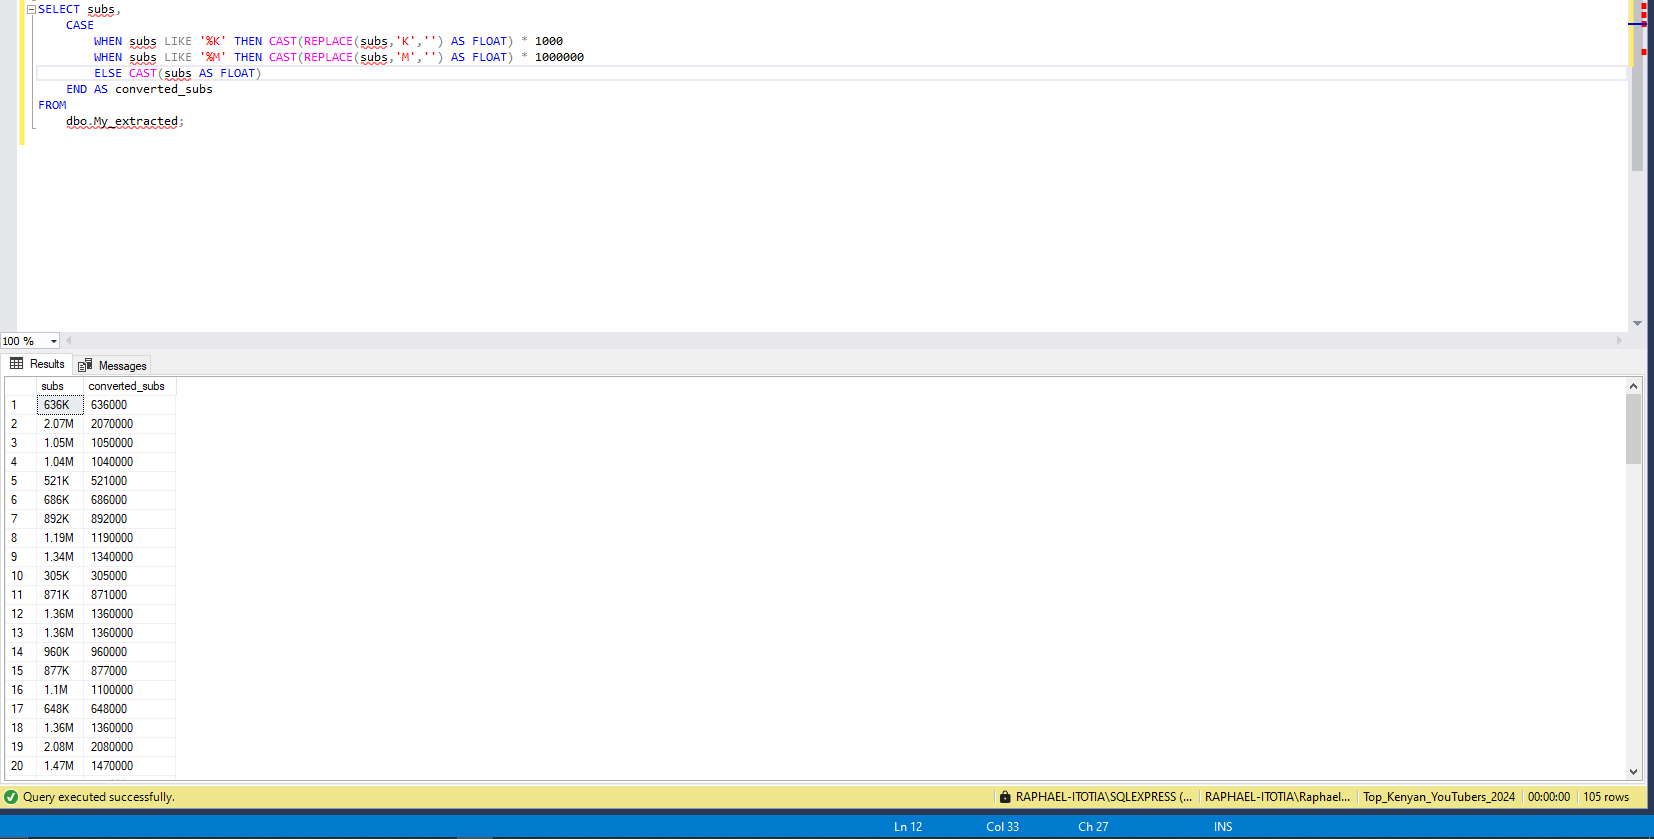 SELECT subs,
CASE
WHEN subs LIKE '%K' THEN CAST(REPLACE(subs,'K','') AS FLOAT) * 1000
WHEN subs LIKE '%M' THEN CAST(REPLACE(subs,'M','') AS FLOAT) * 1000000
ELSE CAST(subs AS FLOAT)
END AS converted_subs
FROM
dbo.My_extracted;
100 %
Results Messages
subs converted_subs
1 636K 636000
2 2.07M 2070000
3 1.05M 1050000
4 1.04M 1040000
5 521K 521000
6 686K 686000
7 892K 892000
8 1.19M 1190000
9 1.34M 1340000
10 305K 305000
11 871K 871000
12 1.36M 1360000
13 1.36M 1360000
14 960K 960000
15 877K 877000
16 1.1M 1100000
17 648K 648000
18 1.36M 1360000
19 2.08M 2080000
20 1.47M 1470000
Query executed successfully. RAPHAEL-ITOTIA\SQLEXPRESS (... RAPHAEL-ITOTIA\Raphael... Top_Kenyan_YouTubers_2024 00:00:00 105 rows
Ln 12 Col 33 Ch 27 INS